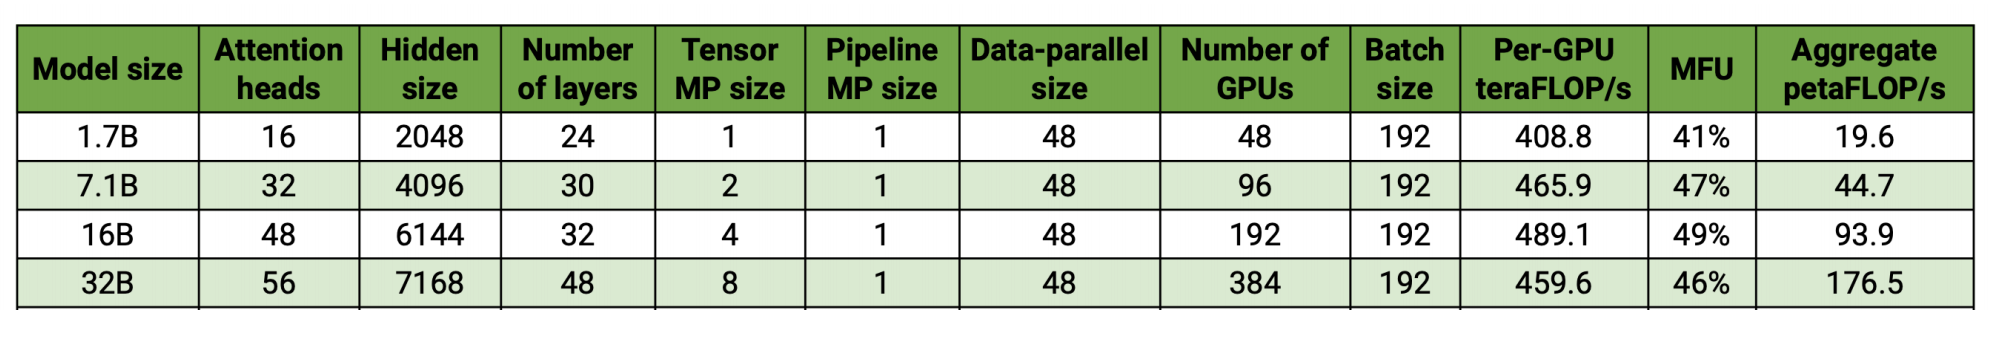 Model size Attention heads Hidden size Number of layers Tensor MP size Pipeline MP size Data-parallel size Number of GPUs Batch size Per-GPU teraFLOP/s MFU Aggregate petaFLOP/s
1.7B 16 2048 24 1 1 48 48 192 408.8 41% 19.6
7.1B 32 4096 30 2 1 48 96 192 465.9 47% 44.7
16B 48 6144 32 4 1 48 192 192 489.1 49% 93.9
32B 56 7168 48 8 1 48 384 192 459.6 46% 176.5